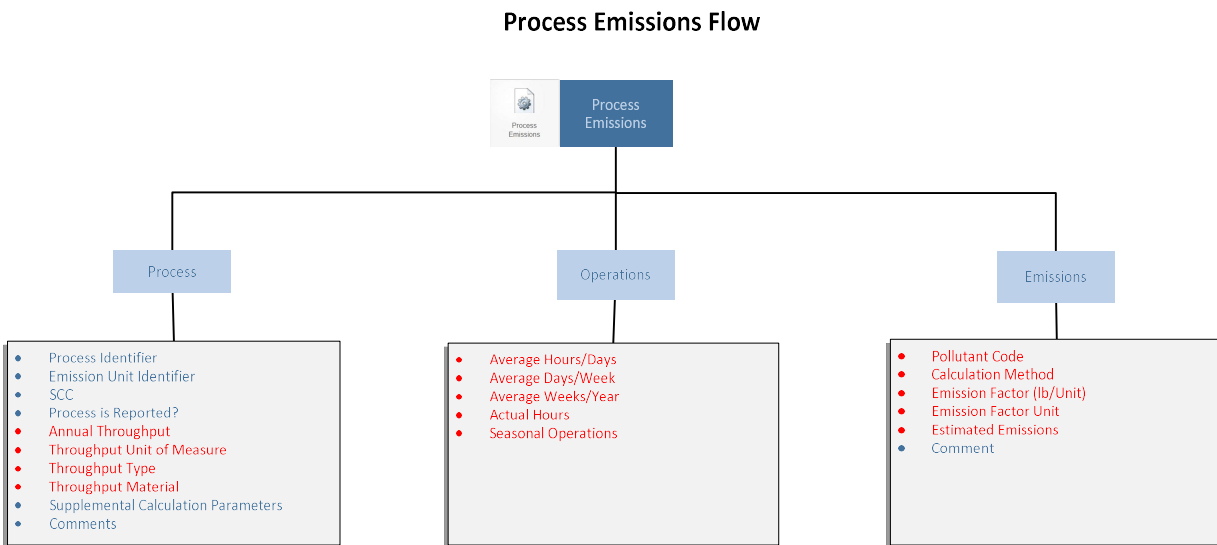 Process Emissions Flow
Process
Emissions
Process
Emissions
Process
Operations
Emissions
Process Identifier
Emission Unit Identifier
SCC
Process is Reported?
Annual Throughput
Throughput Unit of Measure
Throughput Type
Throughput Material
Supplemental Calculation Parameters
Comments
Average Hours/Days
Average Days/Week
Average Weeks/Year
Actual Hours
Seasonal Operations
Pollutant Code
Calculation Method
Emission Factor (lb/Unit)
Emission Factor Unit
Estimated Emissions
Comment